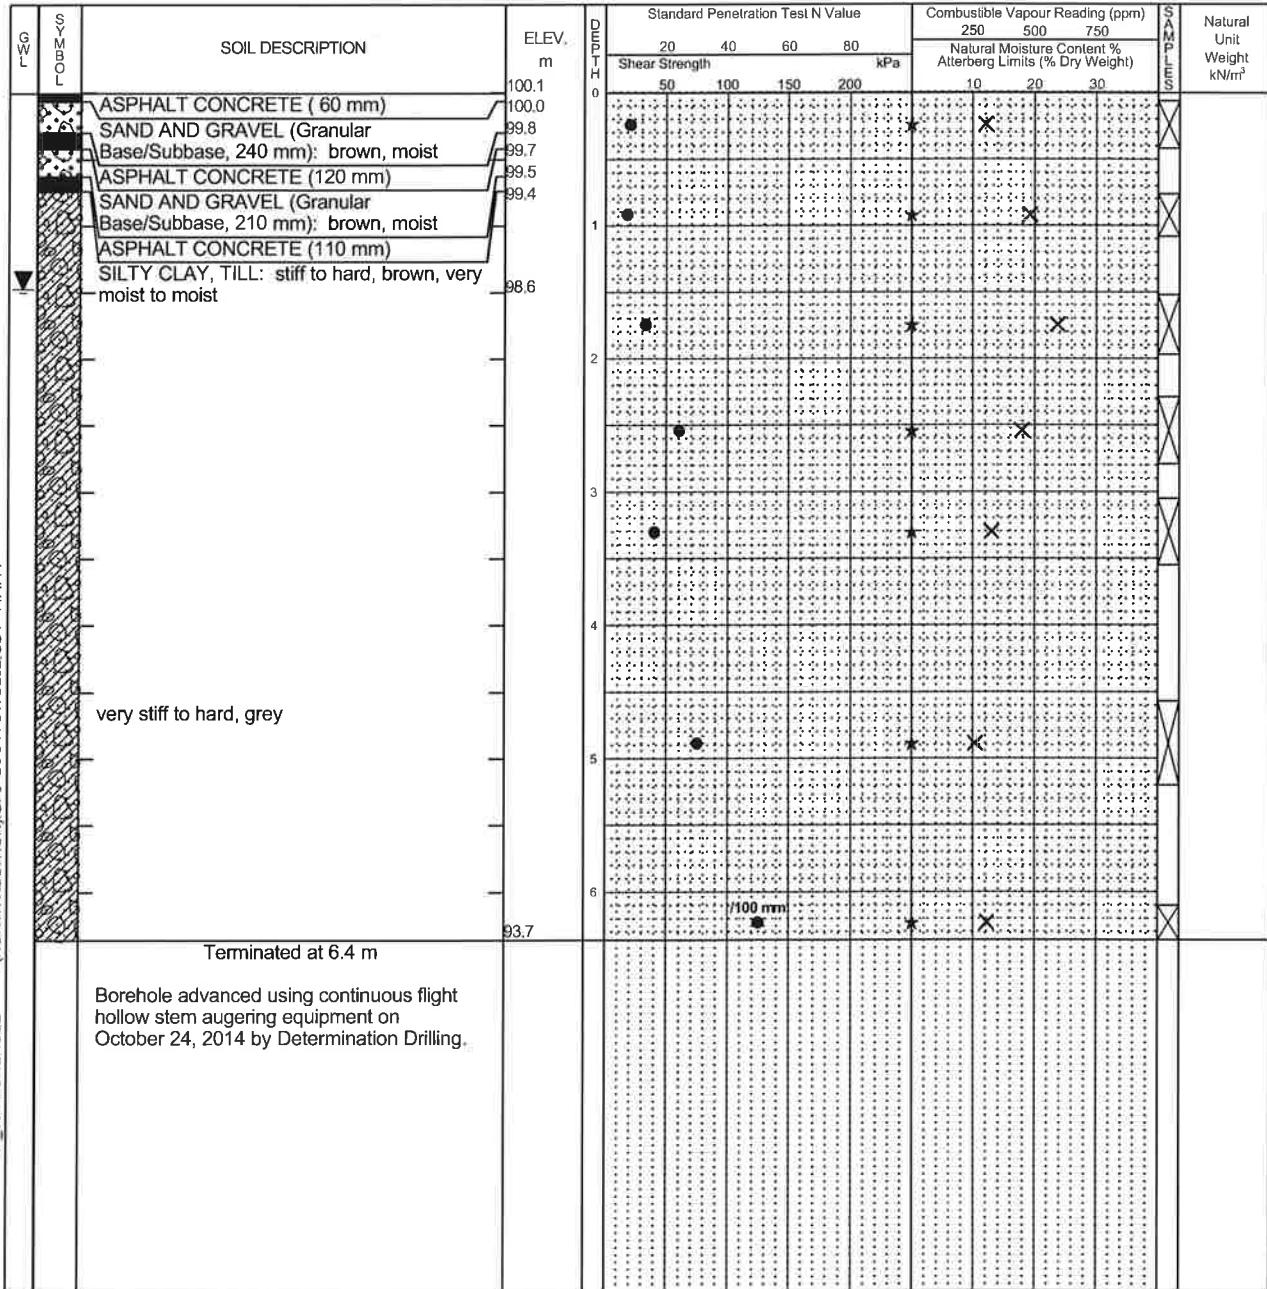 GWL
SYMBOL
SOIL DESCRIPTION
ELEV.
m
DEPTH
Standard Penetration Test N Value
20 40 60 80
Shear Strength kPa
50 100 150 200
Combustible Vapour Reading (ppm)
250 500 750
Natural Moisture Content %
Atterberg Limits (% Dry Weight)
10 20 30
SAMPLES
Natural
Unit
Weight
kN/m³
100.1
0
ASPHALT CONCRETE ( 60 mm)
100.0
SAND AND GRAVEL (Granular
99.8
Base/Subbase, 240 mm): brown, moist
99.7
ASPHALT CONCRETE (120 mm)
99.5
SAND AND GRAVEL (Granular
99.4
Base/Subbase, 210 mm): brown, moist
1
ASPHALT CONCRETE (110 mm)
SILTY CLAY, TILL: stiff to hard, brown, very
moist to moist
98.6
2
3
4
very stiff to hard, grey
5
6
/100 mm
93.7
Terminated at 6.4 m
Borehole advanced using continuous flight
hollow stem augering equipment on
October 24, 2014 by Determination Drilling.